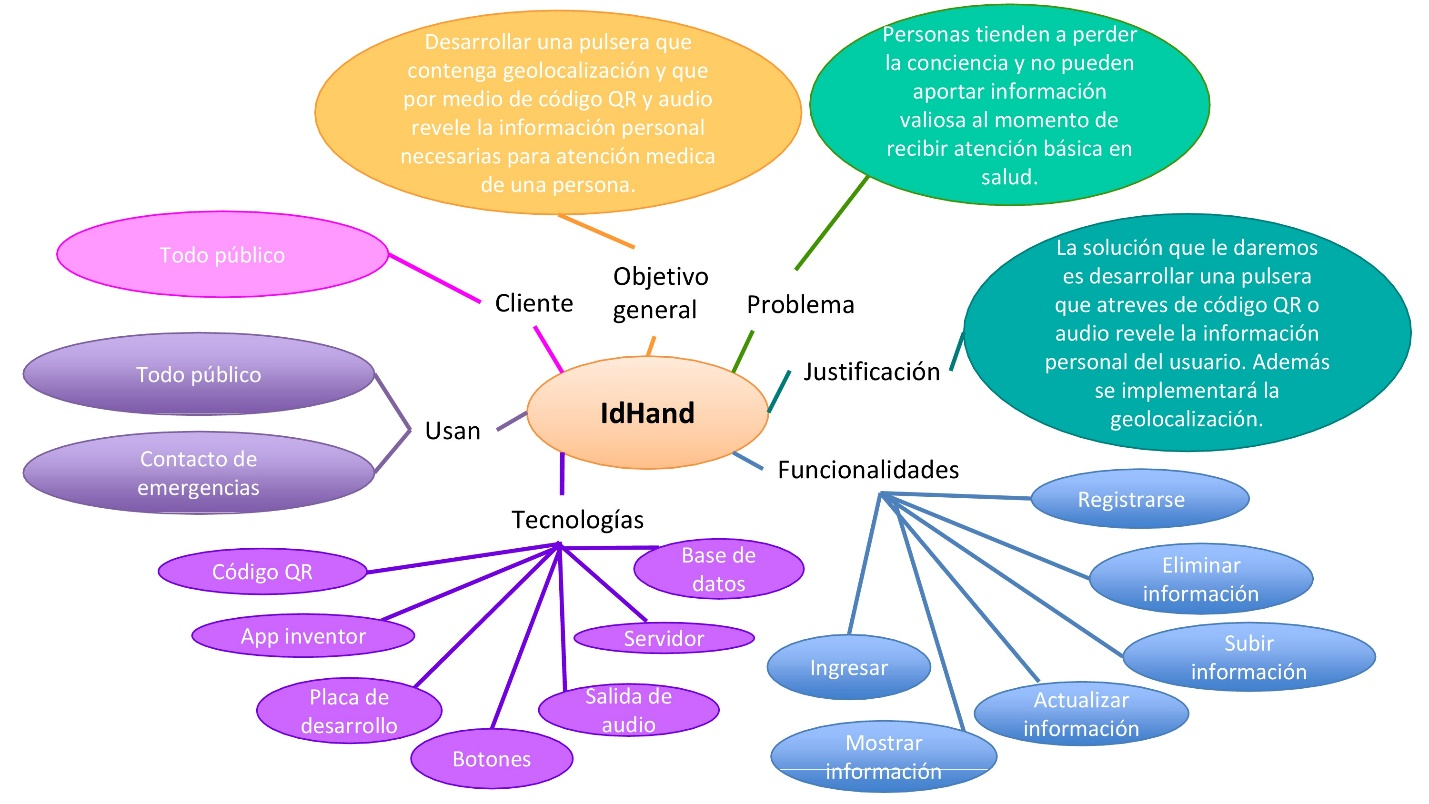 Desarrollar una pulsera que
contenga geolocalización y que
por medio de código QR y audio
revele la información personal
necesarias para atención medica
de una persona.
Personas tienden a perder
la conciencia y no pueden
aportar información
valiosa al momento de
recibir atención básica en
salud.
Todo público
Cliente
Objetivo
general
Problema
La solución que le daremos
es desarrollar una pulsera
que atreves de código QR o
audio revele la información
personal del usuario. Además
se implementará la
geolocalización.
Justificación
Todo público
Contacto de
emergencias
Usan
IdHand
Funcionalidades
Registrarse
Eliminar
información
Subir
información
Actualizar
información
Mostrar
información
Ingresar
Tecnologías
Código QR
App inventor
Placa de
desarrollo
Botones
Salida de
audio
Servidor
Base de
datos